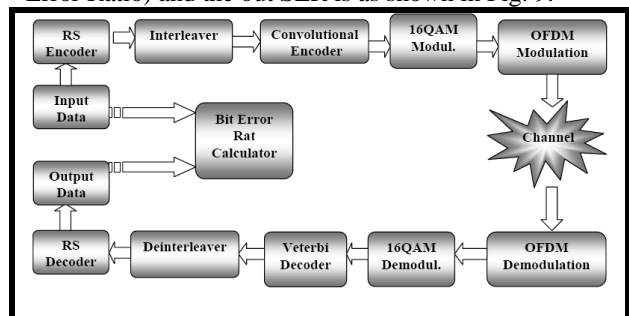 Error Ratio) and the out SER is as shown in Fig. 9.
RS
Encoder
Interleaver
Convolutional
Encoder
16QAM
Modul.
OFDM
Modulation
Input
Data
Bit Error
Rat
Calculator
Channel
Output
Data
RS
Decoder
Deinterleaver
Veterbi
Decoder
16QAM
Demodul.
OFDM
Demodulation